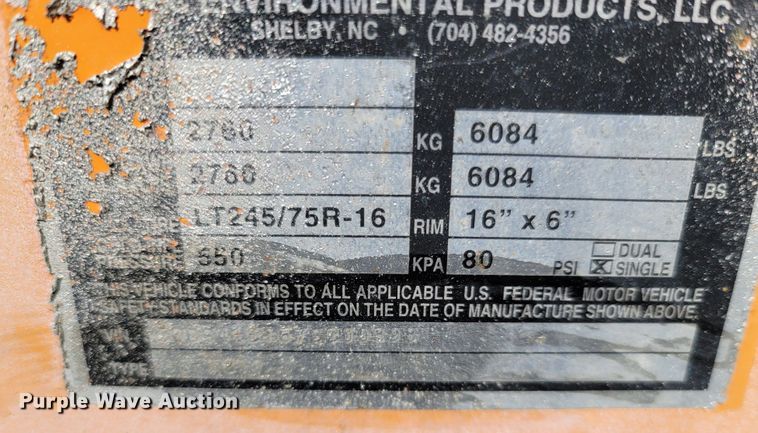 ENVIRONMENTAL PRODUCTS, LLC
SHELBY, NC • (704) 482-4356
2760 KG 6084 LBS
2760 KG 6084 LBS
LT245/75R-16 RIM 16" x 6"
550 KPA 80 PSI DUAL
SINGLE
THIS VEHICLE CONFORMS TO ALL APPLICABLE U.S. FEDERAL MOTOR VEHICLE
SAFETY STANDARDS IN EFFECT ON THE DATE OF MANUFACTURE SHOWN ABOVE.
TYPE
Purple Wave Auction